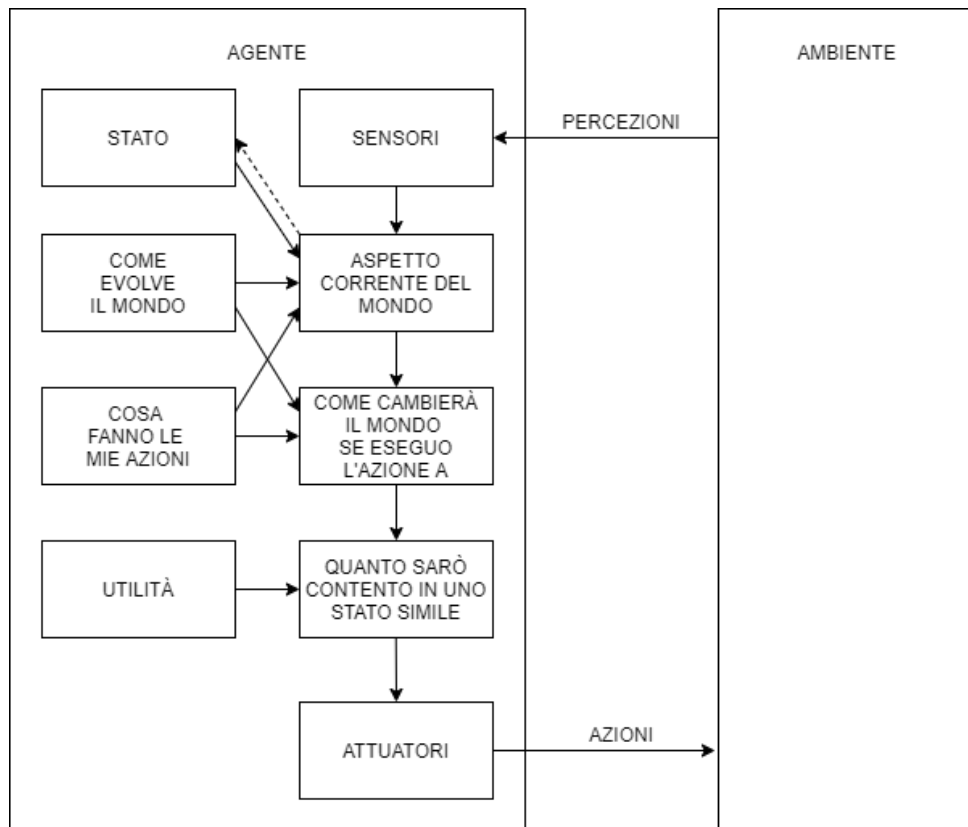 AGENTE
AMBIENTE
STATO
SENSORI
PERCEZIONI
COME
EVOLVE
IL MONDO
ASPETTO
CORRENTE DEL
MONDO
COSA
FANNO LE
MIE AZIONI
COME CAMBIERÀ
IL MONDO
SE ESEGUO
L'AZIONE A
UTILITÀ
QUANTO SARÒ
CONTENTO IN UNO
STATO SIMILE
ATTUATORI
AZIONI